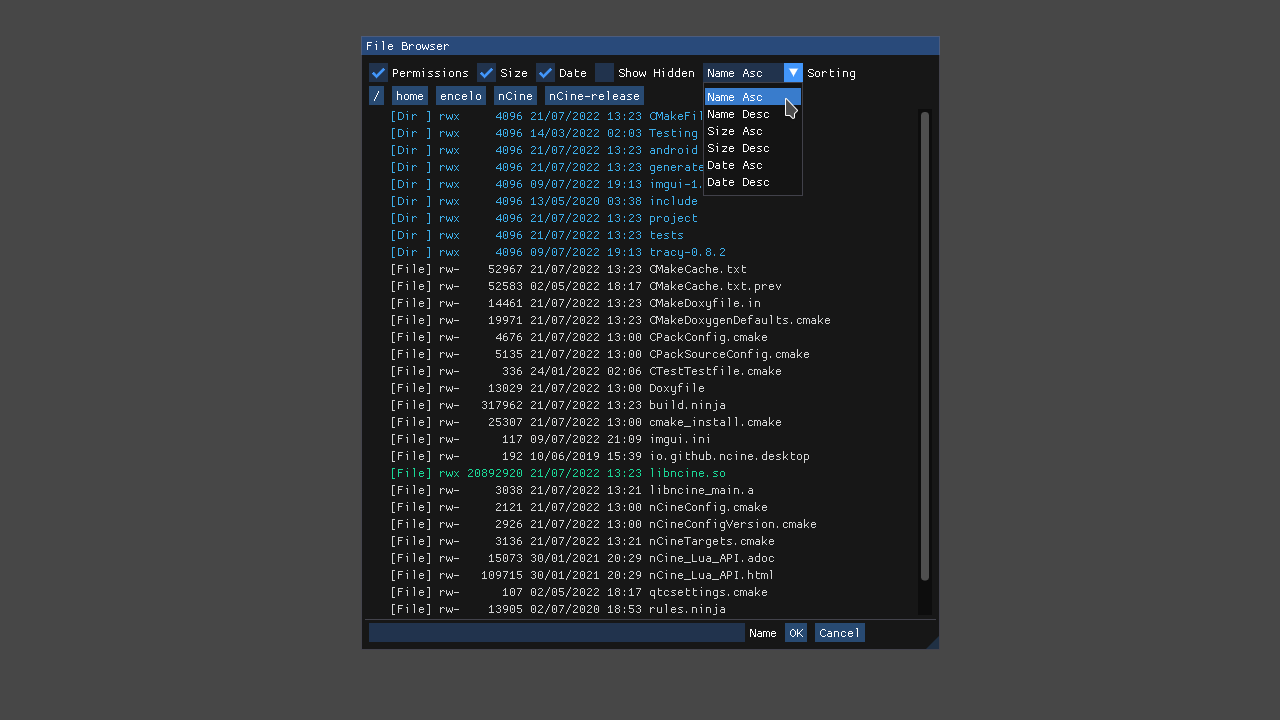 File Browser
Permissions Size Date Show Hidden Name Asc Sorting
/ home encelo nCine nCine-release
Name Asc
Name Desc
Size Asc
Size Desc
Date Asc
Date Desc
[Dir ] rwx 4096 21/07/2022 13:23
[Dir ] rwx 4096 14/03/2022 02:03 Testing
[Dir ] rwx 4096 21/07/2022 13:23 android
[Dir ] rwx 4096 21/07/2022 13:23
[Dir ] rwx 4096 09/07/2022 19:13
[Dir ] rwx 4096 13/05/2020 03:38 include
[Dir ] rwx 4096 21/07/2022 13:23 project
[Dir ] rwx 4096 21/07/2022 13:23 tests
[Dir ] rwx 4096 09/07/2022 19:13 tracy-0.8.2
[File] rw- 52967 21/07/2022 13:23 CMakeCache.txt
[File] rw- 52583 02/05/2022 18:17 CMakeCache.txt.prev
[File] rw- 14461 21/07/2022 13:23 CMakeDoxyfile.in
[File] rw- 19971 21/07/2022 13:23 CMakeDoxygenDefaults.cmake
[File] rw- 4676 21/07/2022 13:00 CPackConfig.cmake
[File] rw- 5135 21/07/2022 13:00 CPackSourceConfig.cmake
[File] rw- 336 24/01/2022 02:06 CTestTestfile.cmake
[File] rw- 13029 21/07/2022 13:00 Doxyfile
[File] rw- 317962 21/07/2022 13:23 build.ninja
[File] rw- 25307 21/07/2022 13:00 cmake_install.cmake
[File] rw- 117 09/07/2022 21:09 imgui.ini
[File] rw- 192 10/06/2019 15:39 io.github.ncine.desktop
[File] rwx 20892920 21/07/2022 13:23 libncine.so
[File] rw- 3038 21/07/2022 13:21 libncine_main.a
[File] rw- 2121 21/07/2022 13:00 nCineConfig.cmake
[File] rw- 2926 21/07/2022 13:00 nCineConfigVersion.cmake
[File] rw- 3136 21/07/2022 13:21 nCineTargets.cmake
[File] rw- 15073 30/01/2021 20:29 nCine_Lua_API.adoc
[File] rw- 109715 30/01/2021 20:29 nCine_Lua_API.html
[File] rw- 107 02/05/2022 18:17 qtcsettings.cmake
[File] rw- 13905 02/07/2020 18:53 rules.ninja
Name OK Cancel